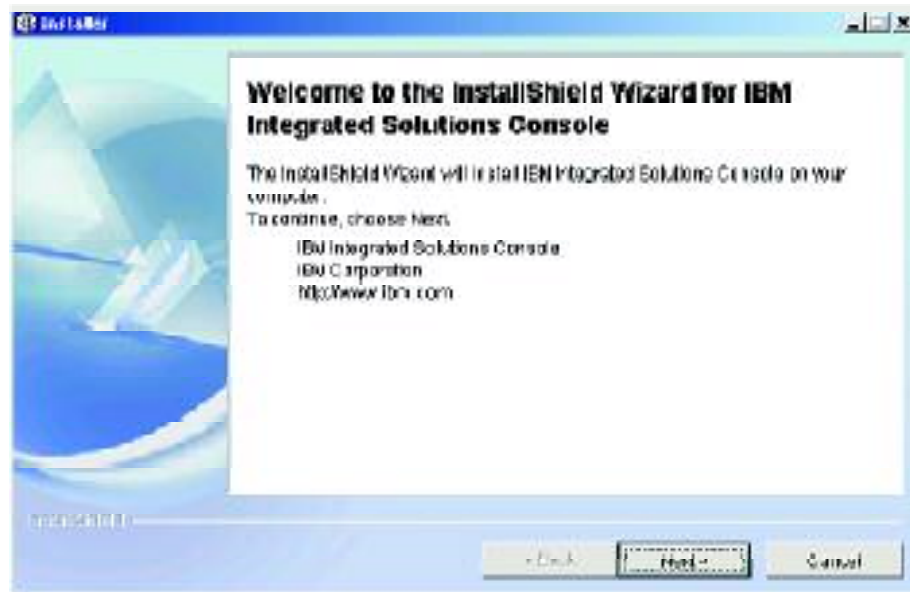 Installer
Welcome to the InstallShield Wizard for IBM
Integrated Solutions Console
The InstallShield Wizard will install IBM Integrated Solutions Console on your
computer.
To continue, choose Next.
IBM Integrated Solutions Console
IBM Corporation
http://www.ibm.com
InstallShield
< Back
Next >
Cancel